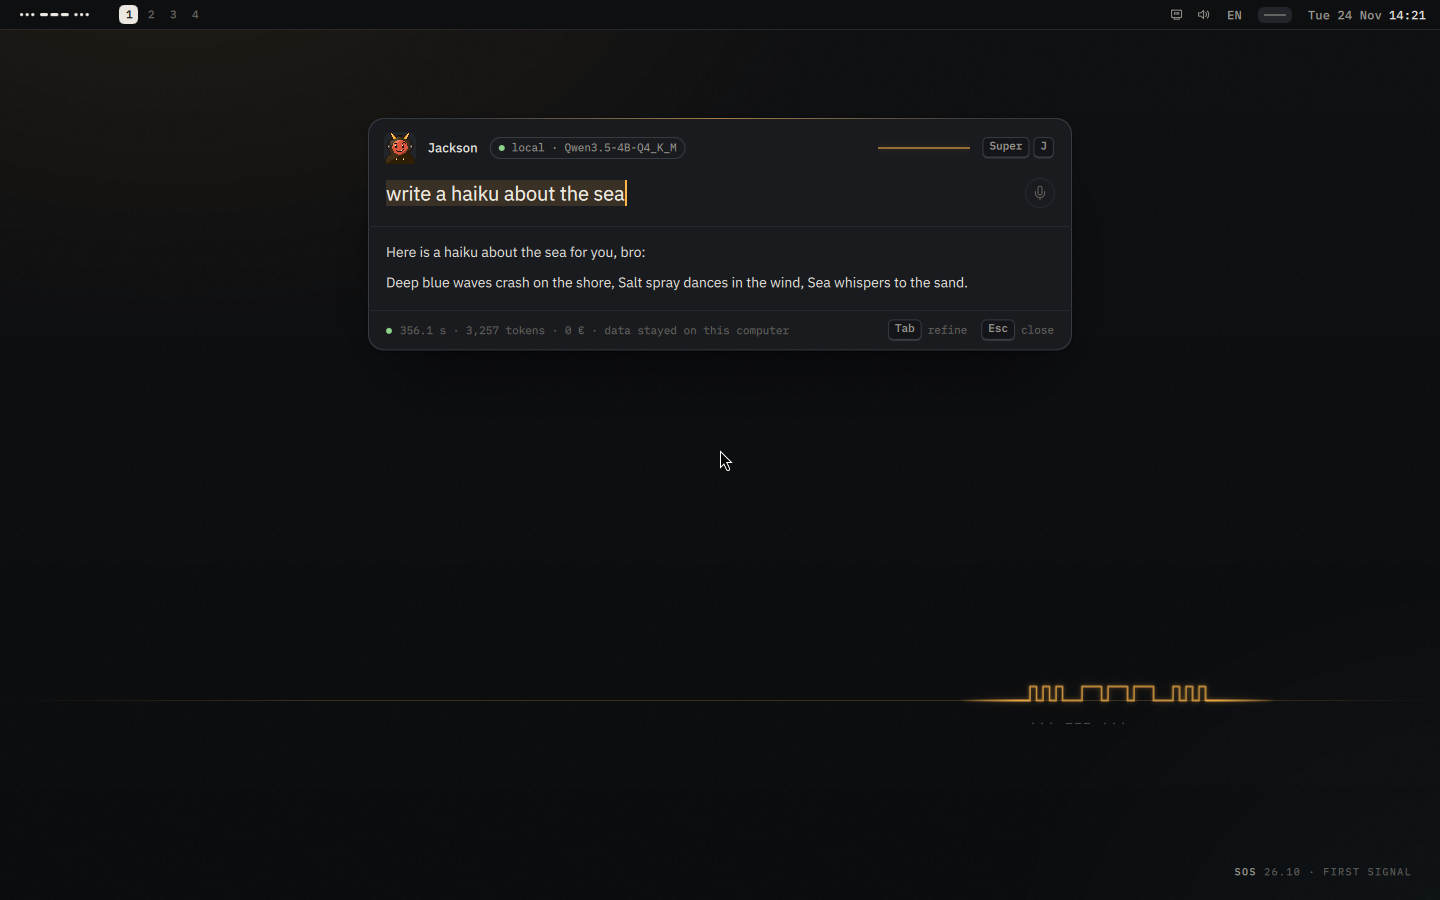 ••• ▬▬▬ ••• 1 2 3 4 EN Tue 24 Nov 14:21
Jackson local · Qwen3.5-4B-Q4_K_M Super J
write a haiku about the sea
Here is a haiku about the sea for you, bro:
Deep blue waves crash on the shore, Salt spray dances in the wind, Sea whispers to the sand.
356.1 s · 3,257 tokens · 0 € · data stayed on this computer Tab refine Esc close
··· −−− ···
SOS 26.10 · FIRST SIGNAL